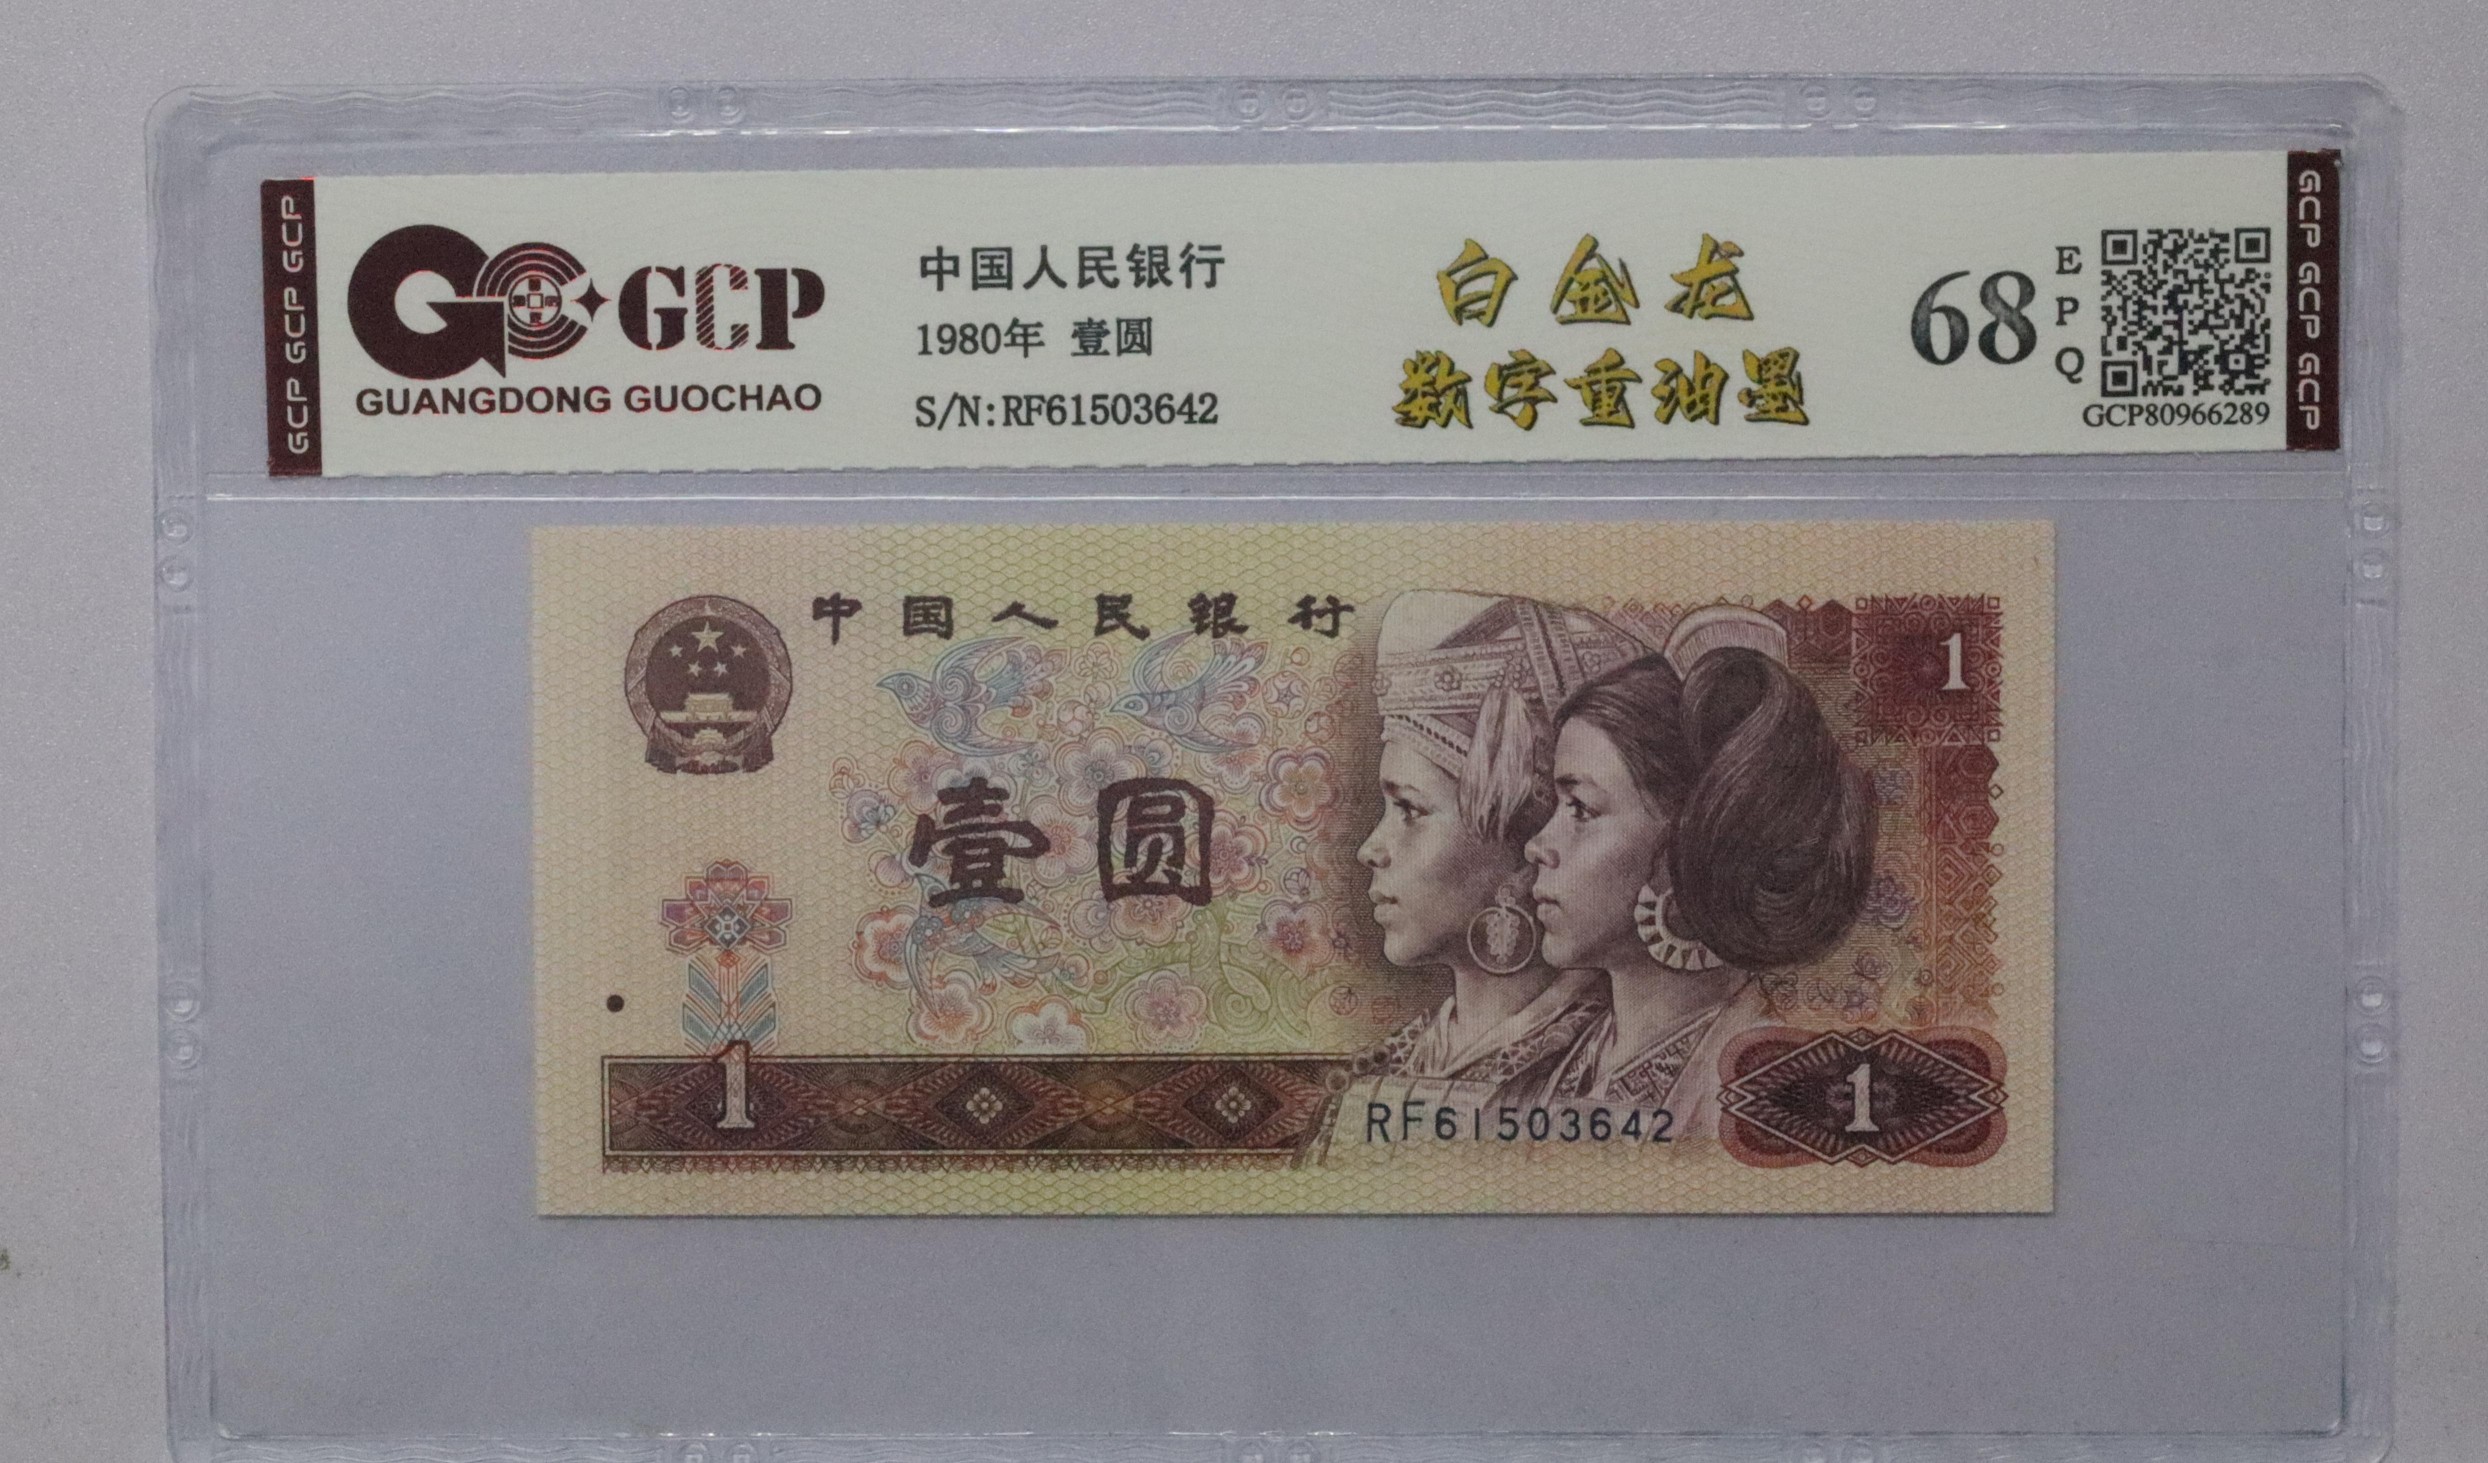 GCP GCP GCP
GCP
GUANGDONG GUOCHAO
中国人民银行
1980年 壹圆
S/N:RF61503642
白金龙
数字重油墨
68
EPQ
GCP80966289
GCP GCP GCP
中国人民银行
1
壹圆
1
RF61503642
1